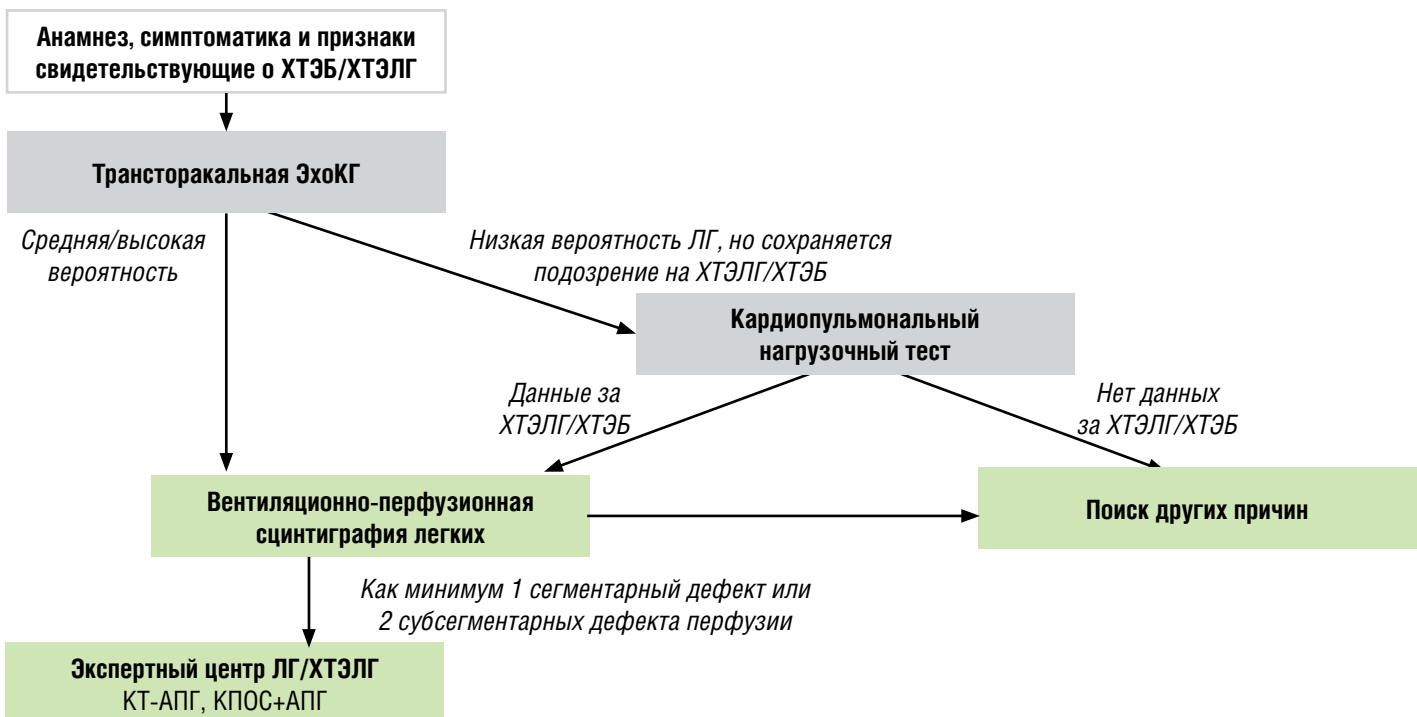 Анамнез, симптоматика и признаки
свидетельствующие о ХТЭБ/ХТЭЛГ
Трансторакальная ЭхоКГ
Средняя/высокая
вероятность
Низкая вероятность ЛГ, но сохраняется
подозрение на ХТЭЛГ/ХТЭБ
Кардиопульмональный
нагрузочный тест
Данные за
ХТЭЛГ/ХТЭБ
Нет данных
за ХТЭЛГ/ХТЭБ
Вентиляционно-перфузионная
сцинтиграфия легких
Поиск других причин
Как минимум 1 сегментарный дефект или
2 субсегментарных дефекта перфузии
Экспертный центр ЛГ/ХТЭЛГ
КТ-АПГ, КПОС+АПГ